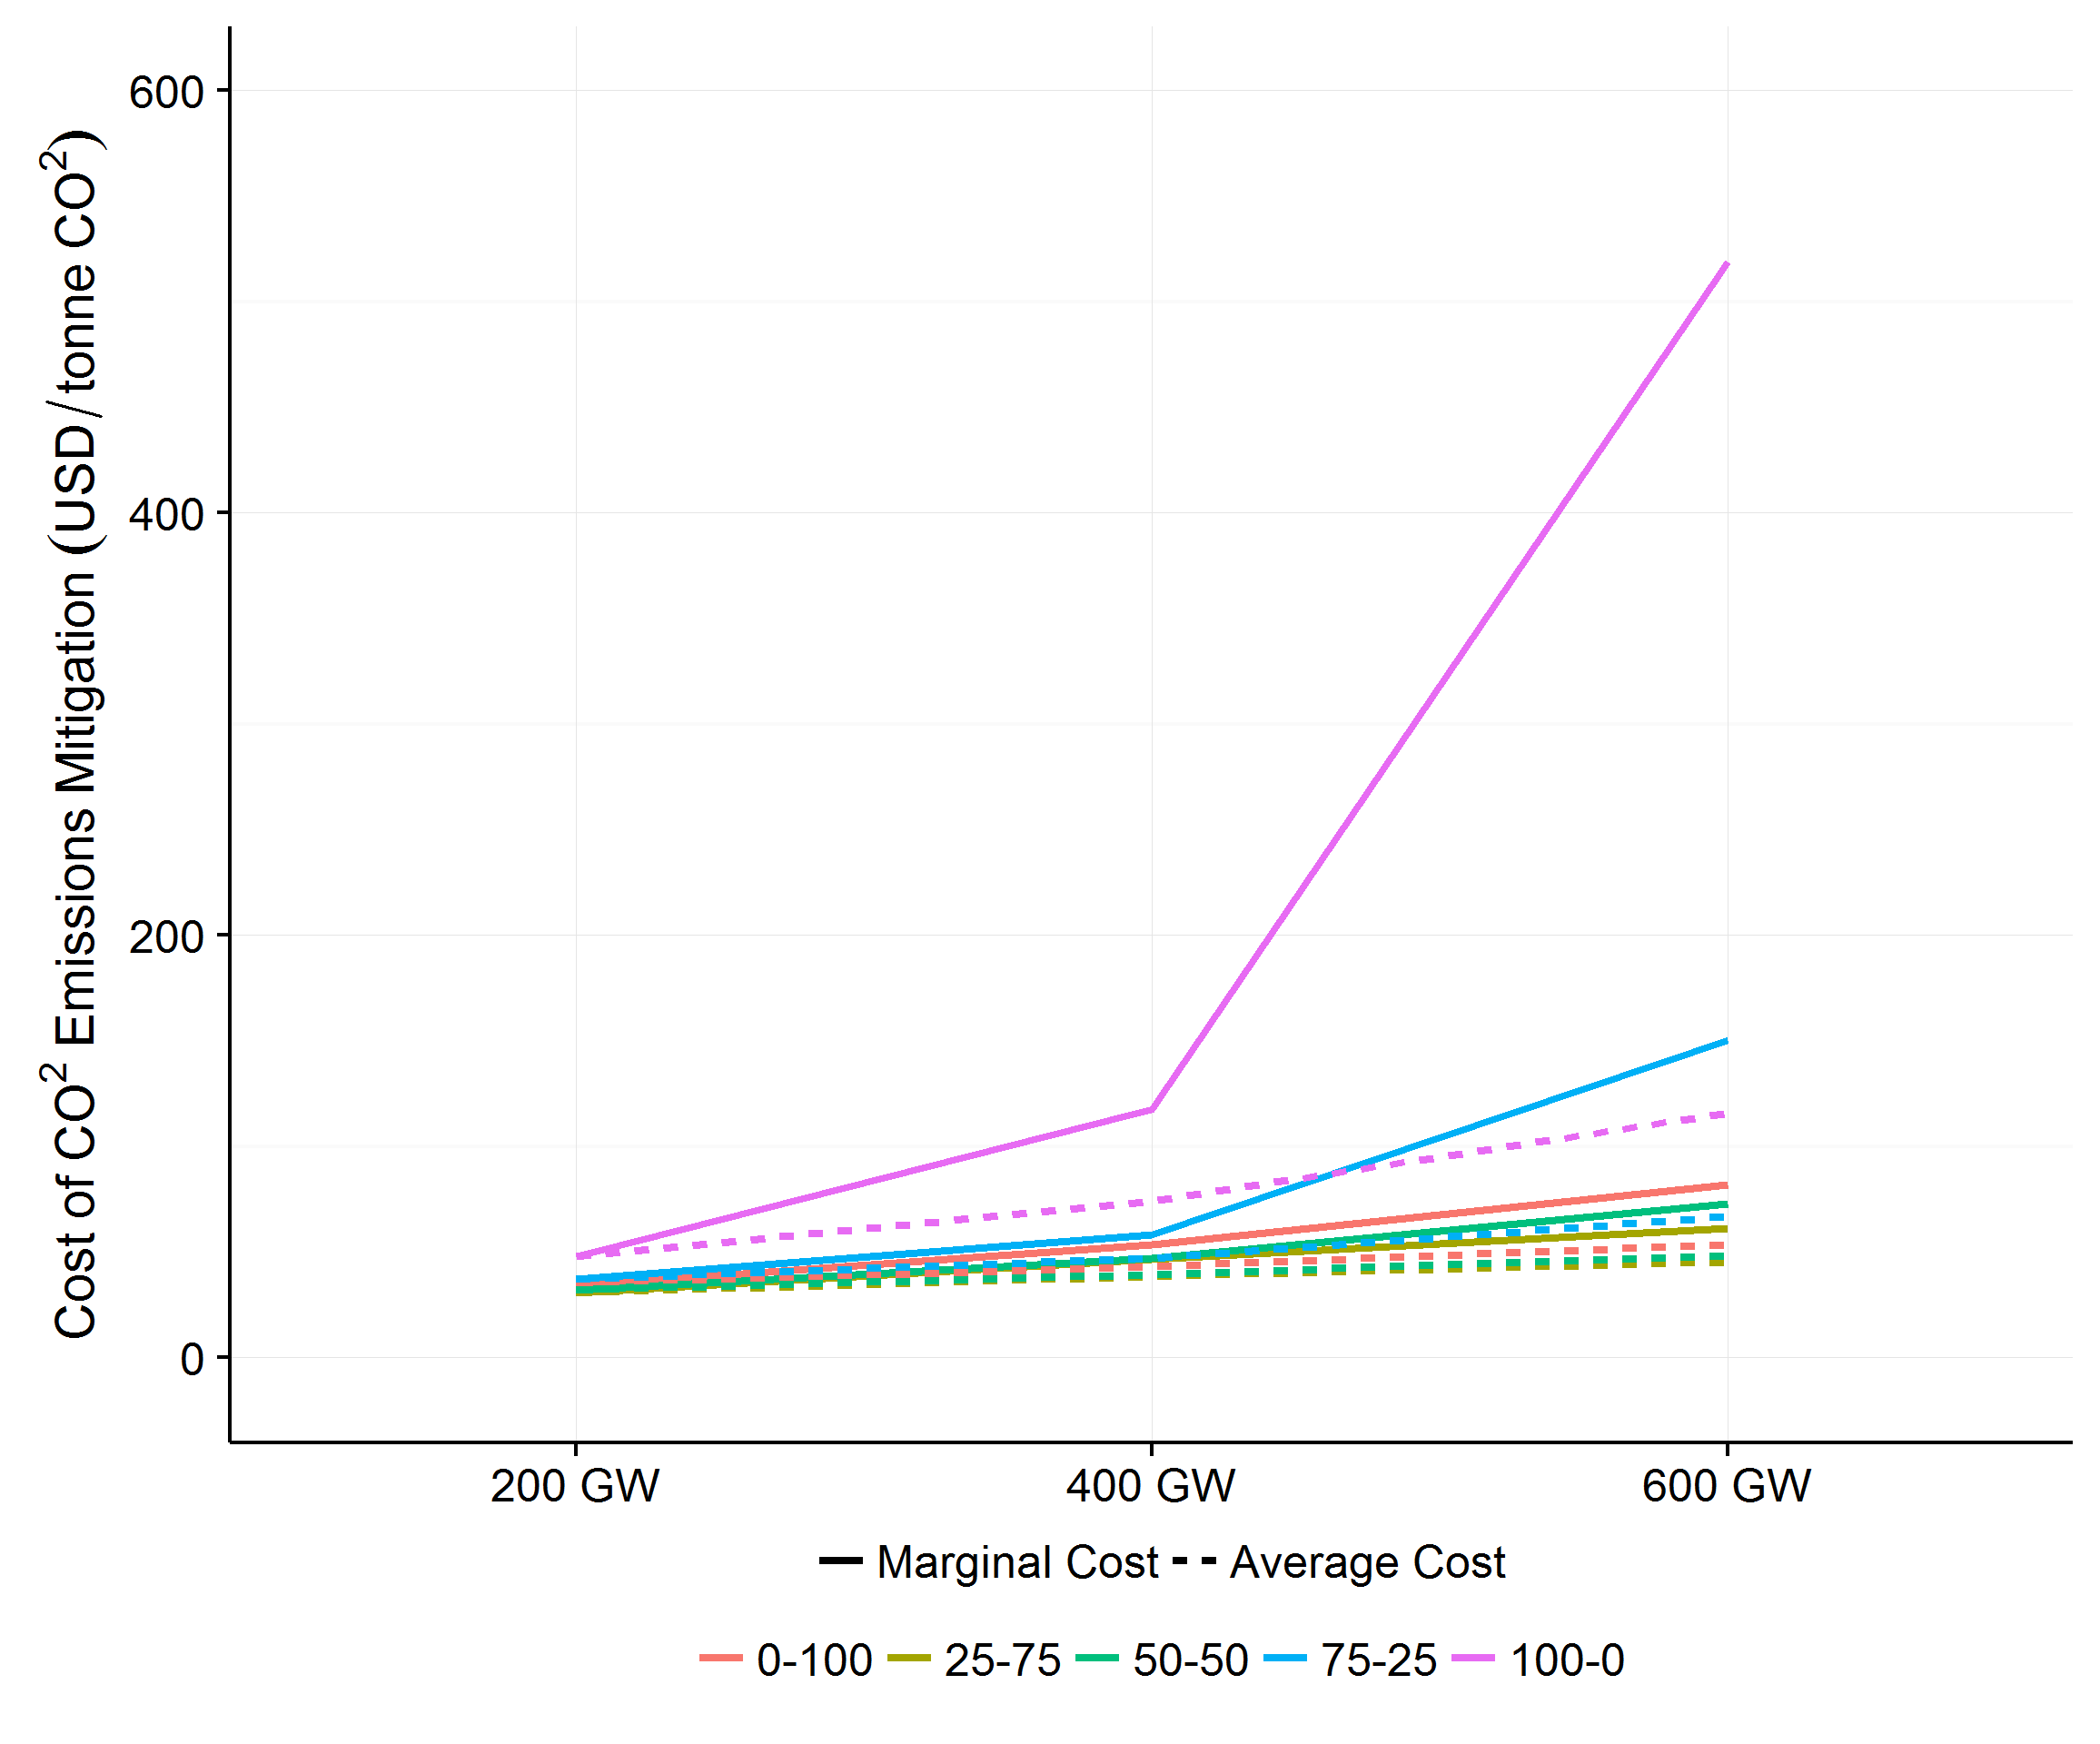 Cost of CO² Emissions Mitigation (USD/tonne CO²)
600
400
200
0
200 GW 400 GW 600 GW
Marginal Cost Average Cost
0-100 25-75 50-50 75-25 100-0